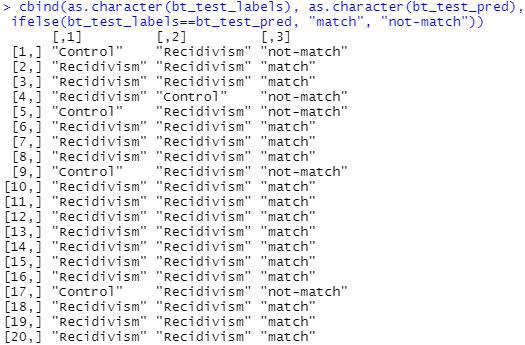 > cbind(as.character(bt_test_labels), as.character(bt_test_pred),
 ifelse(bt_test_labels==bt_test_pred, "match", "not-match"))
      [,1]         [,2]         [,3]
 [1,] "Control"    "Recidivism" "not-match"
 [2,] "Recidivism" "Recidivism" "match"
 [3,] "Recidivism" "Recidivism" "match"
 [4,] "Recidivism" "Control"    "not-match"
 [5,] "Control"    "Recidivism" "not-match"
 [6,] "Recidivism" "Recidivism" "match"
 [7,] "Recidivism" "Recidivism" "match"
 [8,] "Recidivism" "Recidivism" "match"
 [9,] "Control"    "Recidivism" "not-match"
[10,] "Recidivism" "Recidivism" "match"
[11,] "Recidivism" "Recidivism" "match"
[12,] "Recidivism" "Recidivism" "match"
[13,] "Recidivism" "Recidivism" "match"
[14,] "Recidivism" "Recidivism" "match"
[15,] "Recidivism" "Recidivism" "match"
[16,] "Recidivism" "Recidivism" "match"
[17,] "Control"    "Recidivism" "not-match"
[18,] "Recidivism" "Recidivism" "match"
[19,] "Recidivism" "Recidivism" "match"
[20,] "Recidivism" "Recidivism" "match"